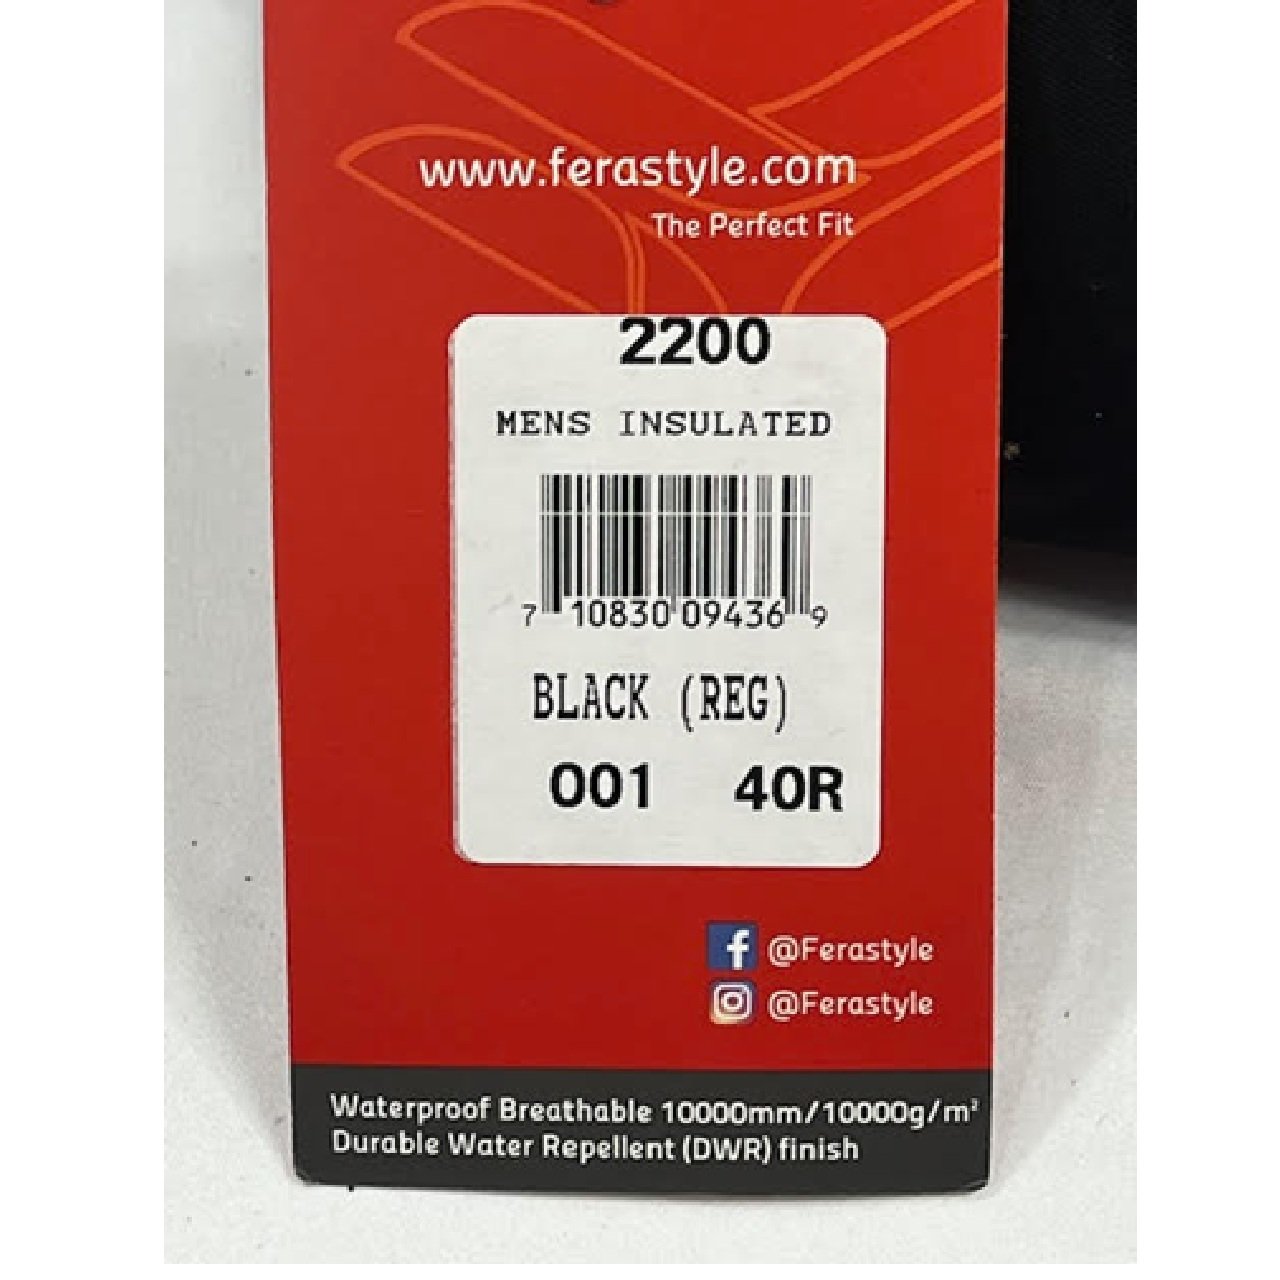 www.ferastyle.com
The Perfect Fit
2200
MENS INSULATED
7 10830 09436 9
BLACK (REG)
001 40R
@Ferastyle
@Ferastyle
Waterproof Breathable 10000mm/10000g/m²
Durable Water Repellent (DWR) finish